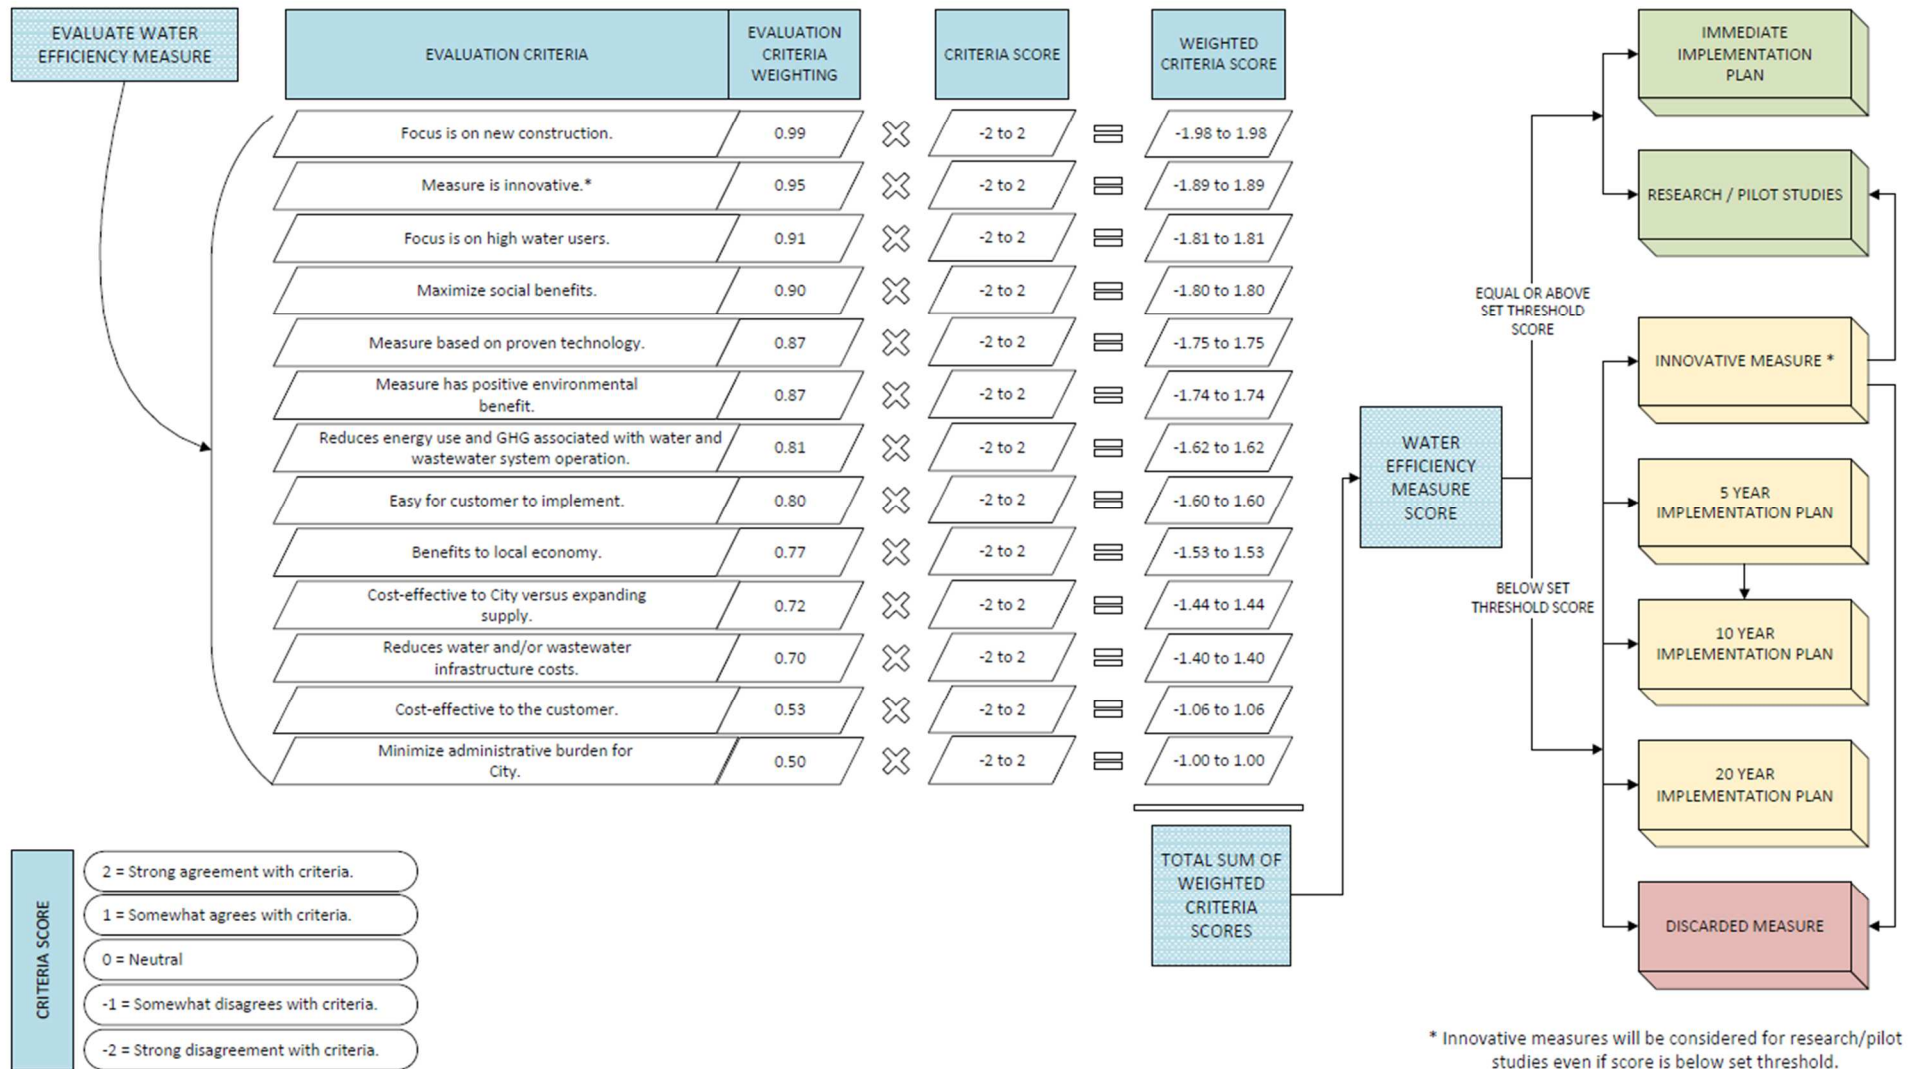 EVALUATE WATER
EFFICIENCY MEASURE
EVALUATION CRITERIA
EVALUATION
CRITERIA
WEIGHTING
CRITERIA SCORE
WEIGHTED
CRITERIA SCORE
Focus is on new construction.
0.99
-2 to 2
-1.98 to 1.98
Measure is innovative.*
0.95
-2 to 2
-1.89 to 1.89
Focus is on high water users.
0.91
-2 to 2
-1.81 to 1.81
Maximize social benefits.
0.90
-2 to 2
-1.80 to 1.80
Measure based on proven technology.
0.87
-2 to 2
-1.75 to 1.75
Measure has positive environmental
benefit.
0.87
-2 to 2
-1.74 to 1.74
Reduces energy use and GHG associated with water and
wastewater system operation.
0.81
-2 to 2
-1.62 to 1.62
Easy for customer to implement.
0.80
-2 to 2
-1.60 to 1.60
Benefits to local economy.
0.77
-2 to 2
-1.53 to 1.53
Cost-effective to City versus expanding
supply.
0.72
-2 to 2
-1.44 to 1.44
Reduces water and/or wastewater
infrastructure costs.
0.70
-2 to 2
-1.40 to 1.40
Cost-effective to the customer.
0.53
-2 to 2
-1.06 to 1.06
Minimize administrative burden for
City.
0.50
-2 to 2
-1.00 to 1.00
TOTAL SUM OF
WEIGHTED
CRITERIA
SCORES
WATER
EFFICIENCY
MEASURE
SCORE
EQUAL OR ABOVE
SET THRESHOLD
SCORE
BELOW SET
THRESHOLD SCORE
IMMEDIATE
IMPLEMENTATION
PLAN
RESEARCH / PILOT STUDIES
INNOVATIVE MEASURE *
5 YEAR
IMPLEMENTATION PLAN
10 YEAR
IMPLEMENTATION PLAN
20 YEAR
IMPLEMENTATION PLAN
DISCARDED MEASURE
CRITERIA SCORE
2 = Strong agreement with criteria.
1 = Somewhat agrees with criteria.
0 = Neutral
-1 = Somewhat disagrees with criteria.
-2 = Strong disagreement with criteria.
* Innovative measures will be considered for research/pilot
studies even if score is below set threshold.